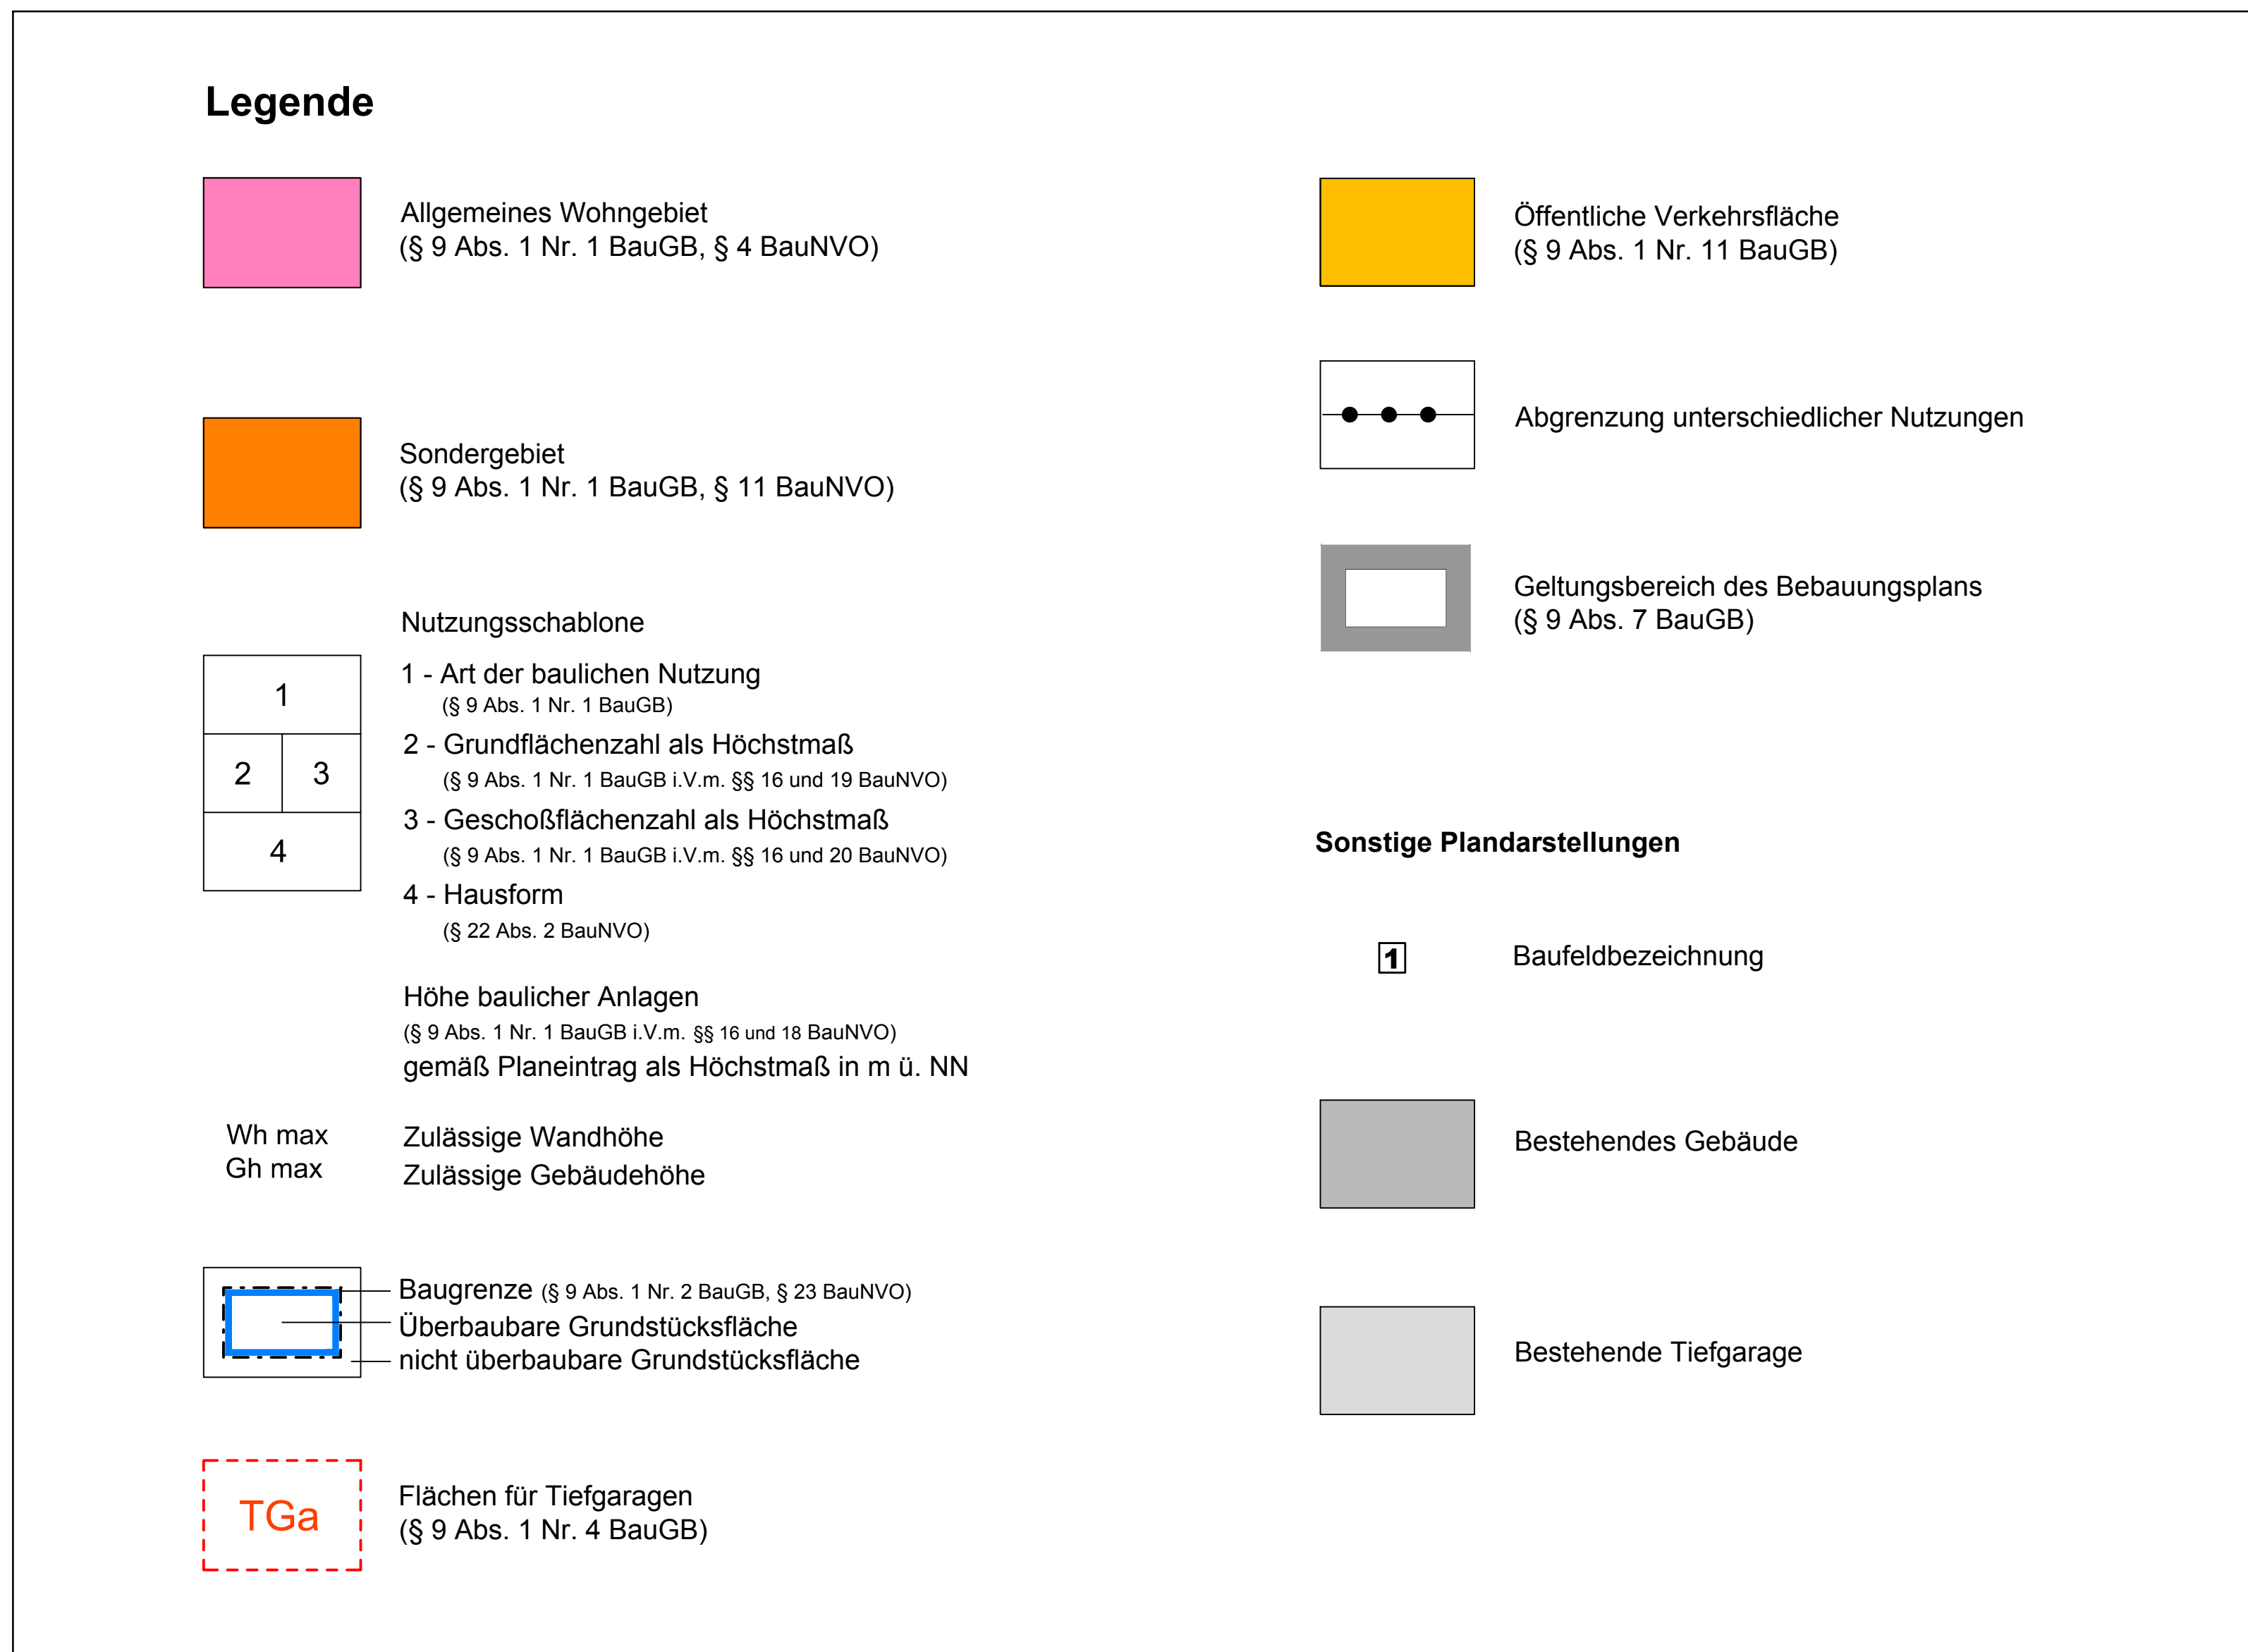 Legende
Allgemeines Wohngebiet
(§ 9 Abs. 1 Nr. 1 BauGB, § 4 BauNVO)
Sondergebiet
(§ 9 Abs. 1 Nr. 1 BauGB, § 11 BauNVO)
Nutzungsschablone
1
2 3
4
1 - Art der baulichen Nutzung
(§ 9 Abs. 1 Nr. 1 BauGB)
2 - Grundflächenzahl als Höchstmaß
(§ 9 Abs. 1 Nr. 1 BauGB i.V.m. §§ 16 und 19 BauNVO)
3 - Geschoßflächenzahl als Höchstmaß
(§ 9 Abs. 1 Nr. 1 BauGB i.V.m. §§ 16 und 20 BauNVO)
4 - Hausform
(§ 22 Abs. 2 BauNVO)
Höhe baulicher Anlagen
(§ 9 Abs. 1 Nr. 1 BauGB i.V.m. §§ 16 und 18 BauNVO)
gemäß Planeintrag als Höchstmaß in m ü. NN
Wh max Zulässige Wandhöhe
Gh max Zulässige Gebäudehöhe
Baugrenze (§ 9 Abs. 1 Nr. 2 BauGB, § 23 BauNVO)
Überbaubare Grundstücksfläche
nicht überbaubare Grundstücksfläche
TGa
Flächen für Tiefgaragen
(§ 9 Abs. 1 Nr. 4 BauGB)
Öffentliche Verkehrsfläche
(§ 9 Abs. 1 Nr. 11 BauGB)
Abgrenzung unterschiedlicher Nutzungen
Geltungsbereich des Bebauungsplans
(§ 9 Abs. 7 BauGB)
Sonstige Plandarstellungen
1 Baufeldbezeichnung
Bestehendes Gebäude
Bestehende Tiefgarage